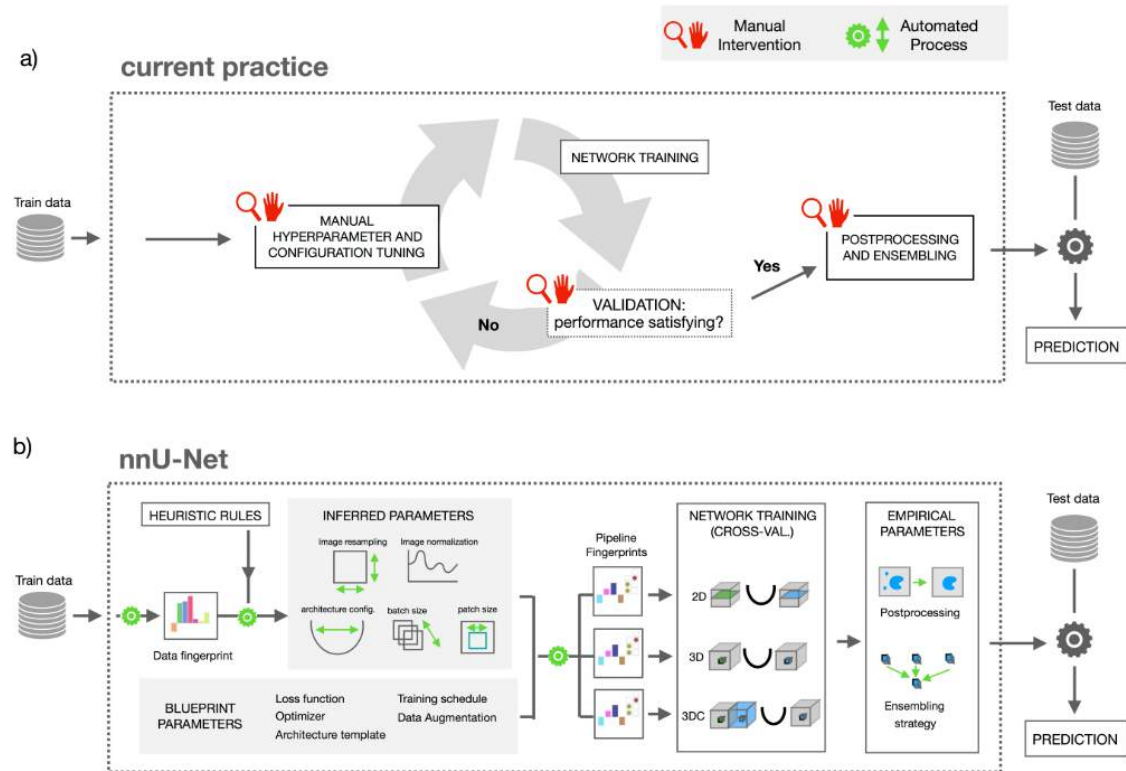 Manual
Intervention
Automated
Process
a)
current practice
Test data
NETWORK TRAINING
Train data
MANUAL
HYPERPARAMETER AND
CONFIGURATION TUNING
POSTPROCESSING
AND ENSEMBLING
Yes
No
VALIDATION:
performance satisfying?
PREDICTION
b)
nnU-Net
Test data
HEURISTIC RULES
INFERRED PARAMETERS
NETWORK TRAINING
(CROSS-VAL.)
EMPIRICAL
PARAMETERS
Image resampling
Image normalization
Pipeline
Fingerprints
Train data
architecture config.
batch size
patch size
2D
Postprocessing
Data fingerprint
3D
BLUEPRINT
PARAMETERS
Loss function
Optimizer
Architecture template
Training schedule
Data Augmentation
3DC
Ensembling
strategy
PREDICTION